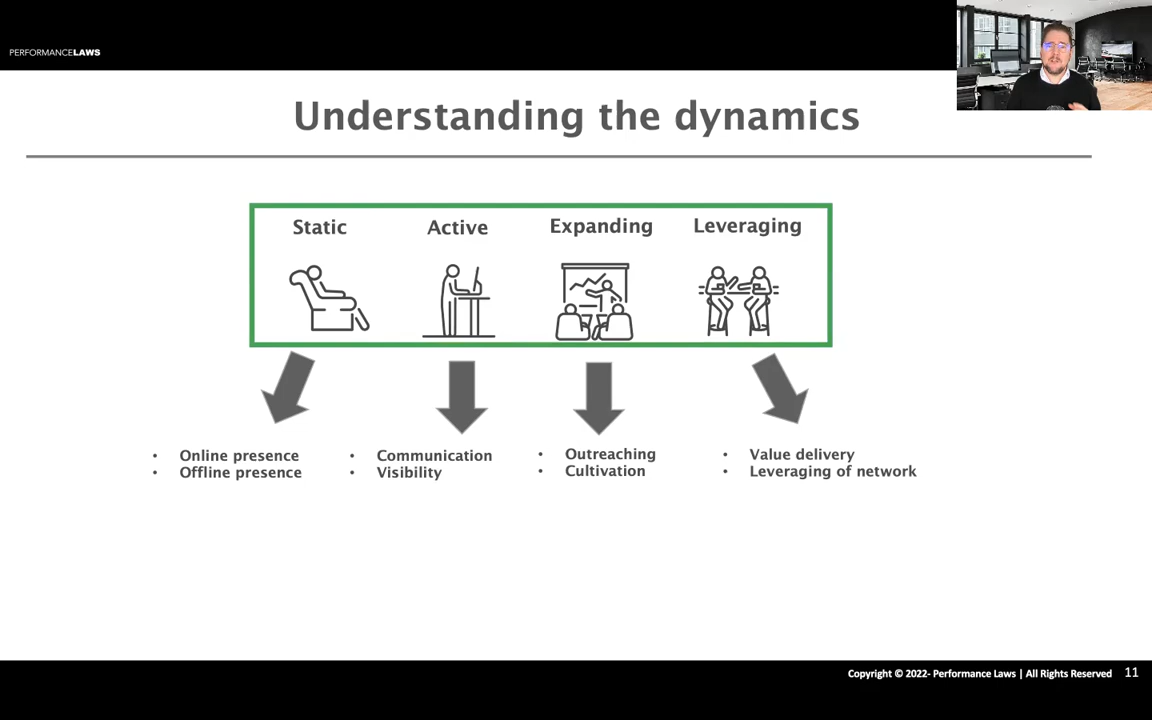 PERFORMANCELAWS
Understanding the dynamics
Static Active Expanding Leveraging
• Online presence
• Offline presence
• Communication
• Visibility
• Outreaching
• Cultivation
• Value delivery
• Leveraging of network
Copyright © 2022- Performance Laws | All Rights Reserved 11